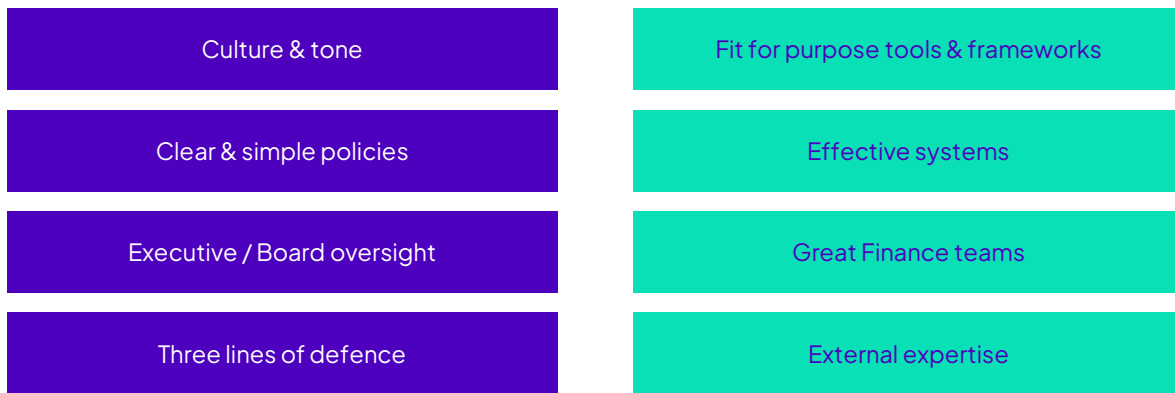 Culture & tone
Fit for purpose tools & frameworks
Clear & simple policies
Effective systems
Executive / Board oversight
Great Finance teams
Three lines of defence
External expertise